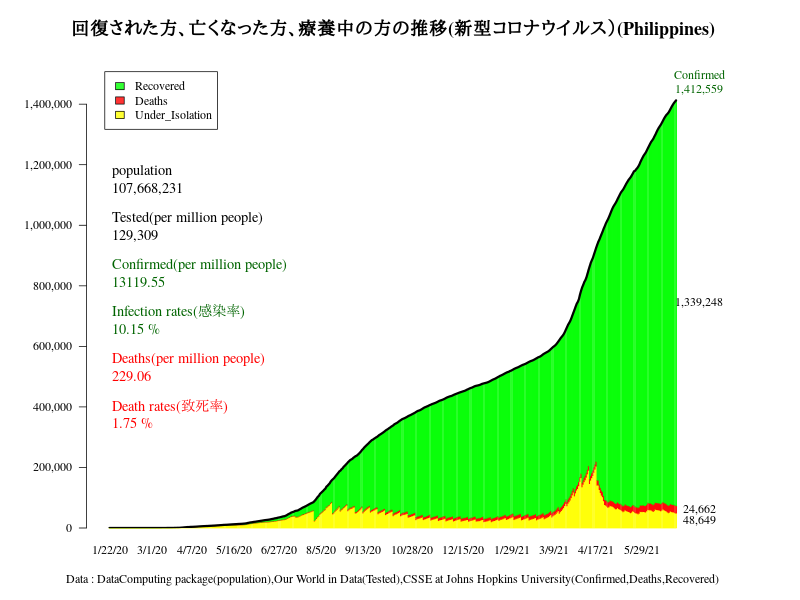 回復された方、亡くなった方、療養中の方の推移(新型コロナウイルス）(Philippines)
Confirmed
1,412,559
Recovered
Deaths
Under_Isolation
1,400,000
1,200,000
1,000,000
800,000
600,000
400,000
200,000
0
population
107,668,231
Tested(per million people)
129,309
Confirmed(per million people)
13119.55
Infection rates(感染率)
10.15 %
Deaths(per million people)
229.06
Death rates(致死率)
1.75 %
1,339,248
24,662
48,649
1/22/20 3/1/20 4/7/20 5/16/20 6/27/20 8/5/20 9/13/20 10/28/20 12/15/20 1/29/21 3/9/21 4/17/21 5/29/21
Data : DataComputing package(population),Our World in Data(Tested),CSSE at Johns Hopkins University(Confirmed,Deaths,Recovered)